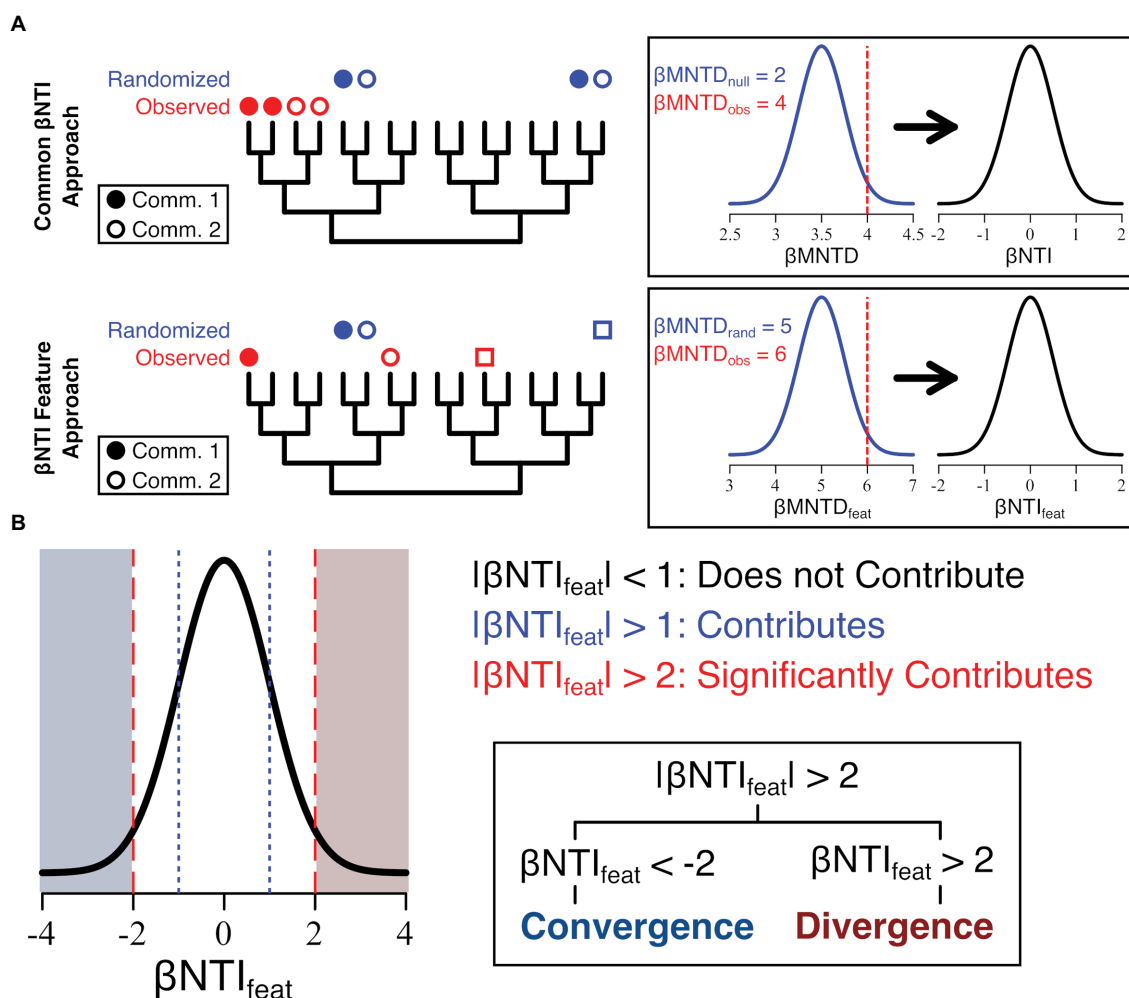 A
Common βNTI
Approach
Randomized
Observed
Comm. 1
Comm. 2
βMNTDnull = 2
βMNTDobs = 4
2.5 3 3.5 4 4.5
βMNTD
-2 -1 0 1 2
βNTI
βNTI Feature
Approach
Randomized
Observed
Comm. 1
Comm. 2
βMNTDrand = 5
βMNTDobs = 6
3 4 5 6 7
βMNTDfeat
-2 -1 0 1 2
βNTIfeat
B
-4 -2 0 2 4
βNTIfeat
|βNTIfeat| < 1: Does not Contribute
|βNTIfeat| > 1: Contributes
|βNTIfeat| > 2: Significantly Contributes
|βNTIfeat| > 2
βNTIfeat < -2
βNTIfeat > 2
Convergence
Divergence